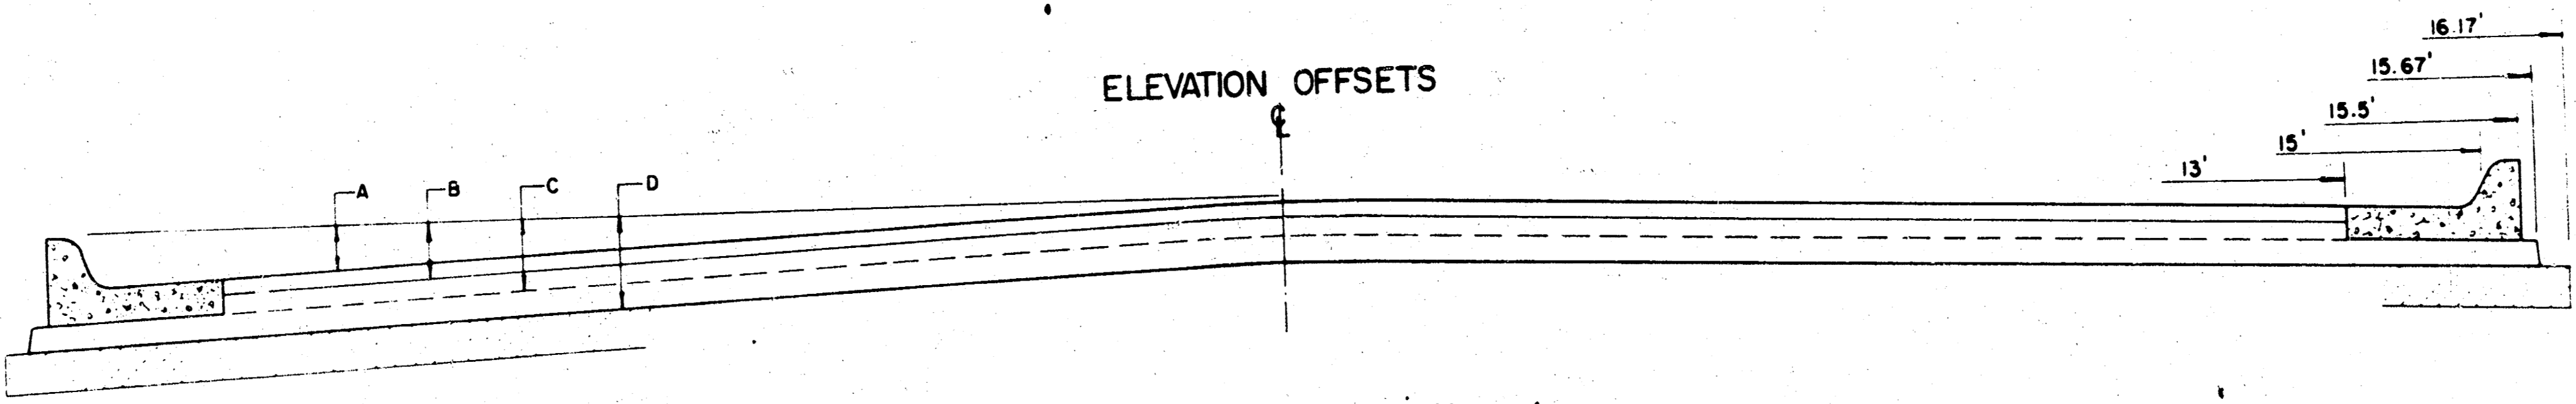 16.17'
15.67'
ELEVATION OFFSETS
℄
15.5'
15'
13'
A
B
C
D